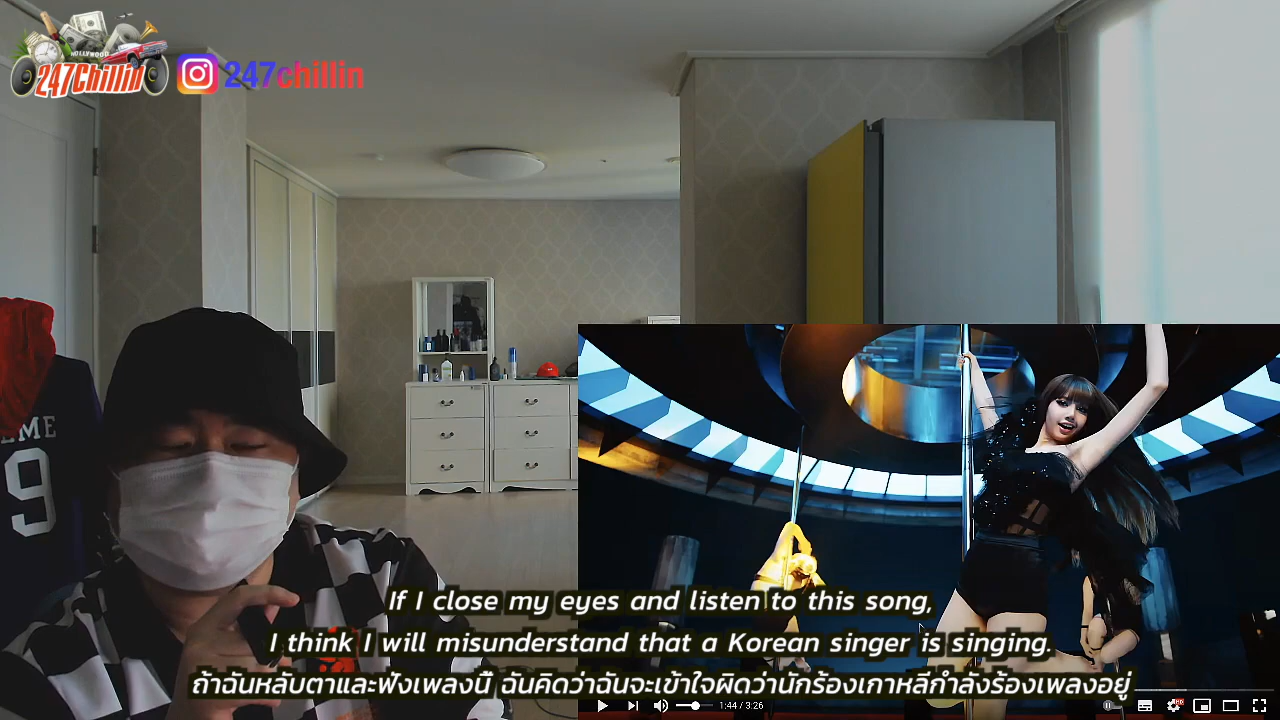 HOLLYWOOD
247Chillin
247chillin
EME
9
If I close my eyes and listen to this song,
I think I will misunderstand that a Korean singer is singing.
ถ้าฉันหลับตาและฟังเพลงนี้ ฉันคิดว่าฉันจะเข้าใจผิดว่านักร้องเกาหลีกำลังร้องเพลงอยู่
1:44 / 3:26
HD